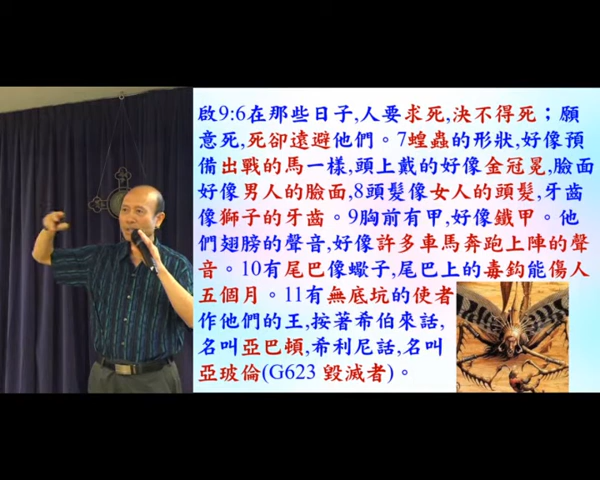 啟9:6在那些日子,人要求死,決不得死；願
意死,死卻遠避他們。7蝗蟲的形狀,好像預
備出戰的馬一樣,頭上戴的好像金冠冕,臉面
好像男人的臉面,8頭髮像女人的頭髮,牙齒
像獅子的牙齒。9胸前有甲,好像鐵甲。他
們翅膀的聲音,好像許多車馬奔跑上陣的聲
音。10有尾巴像蠍子,尾巴上的毒鈎能傷人
五個月。11有無底坑的使者
作他們的王,按著希伯來話,
名叫亞巴頓,希利尼話,名叫
亞玻倫(G623 毀滅者)。